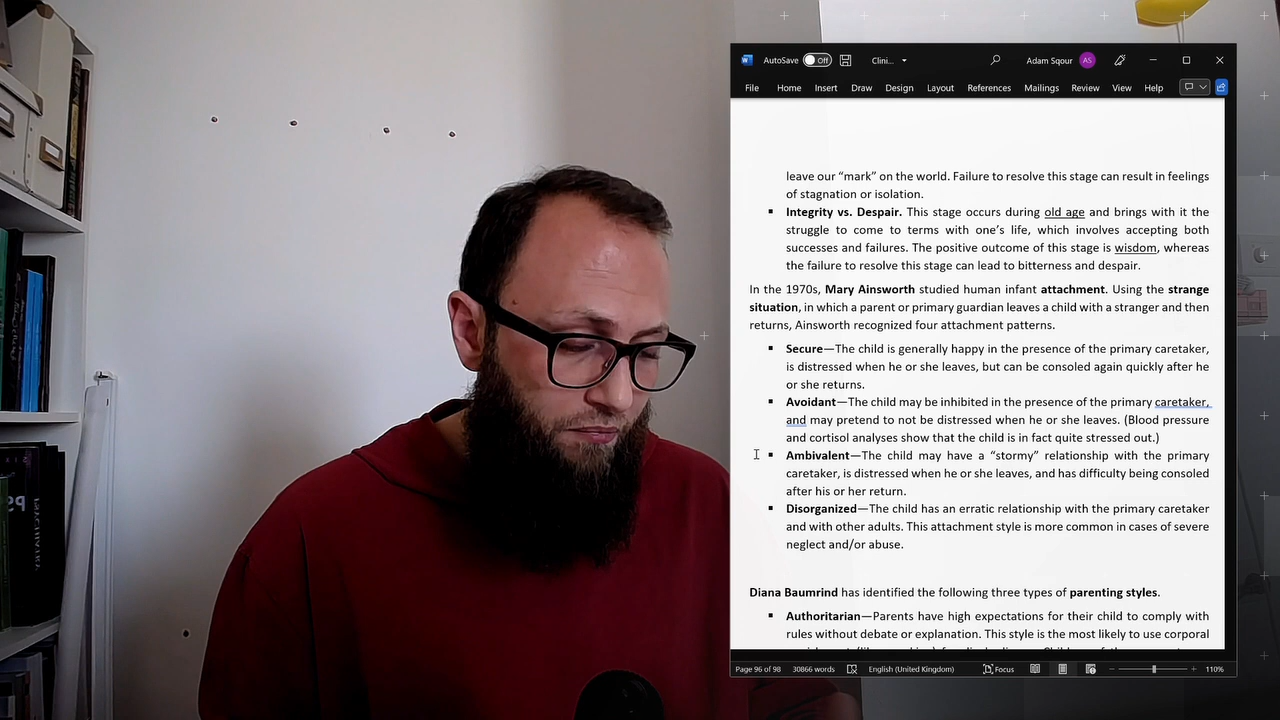 AutoSave Off Clini... Adam Sqour AS
File Home Insert Draw Design Layout References Mailings Review View Help
leave our “mark” on the world. Failure to resolve this stage can result in feelings
of stagnation or isolation.
▪ Integrity vs. Despair. This stage occurs during old age and brings with it the
struggle to come to terms with one’s life, which involves accepting both
successes and failures. The positive outcome of this stage is wisdom, whereas
the failure to resolve this stage can lead to bitterness and despair.
In the 1970s, Mary Ainsworth studied human infant attachment. Using the strange
situation, in which a parent or primary guardian leaves a child with a stranger and then
returns, Ainsworth recognized four attachment patterns.
▪ Secure—The child is generally happy in the presence of the primary caretaker,
is distressed when he or she leaves, but can be consoled again quickly after he
or she returns.
▪ Avoidant—The child may be inhibited in the presence of the primary caretaker,
and may pretend to not be distressed when he or she leaves. (Blood pressure
and cortisol analyses show that the child is in fact quite stressed out.)
▪ Ambivalent—The child may have a “stormy” relationship with the primary
caretaker, is distressed when he or she leaves, and has difficulty being consoled
after his or her return.
▪ Disorganized—The child has an erratic relationship with the primary caretaker
and with other adults. This attachment style is more common in cases of severe
neglect and/or abuse.
Diana Baumrind has identified the following three types of parenting styles.
▪ Authoritarian—Parents have high expectations for their child to comply with
rules without debate or explanation. This style is the most likely to use corporal
Page 96 of 98 30866 words English (United Kingdom) Focus 110%